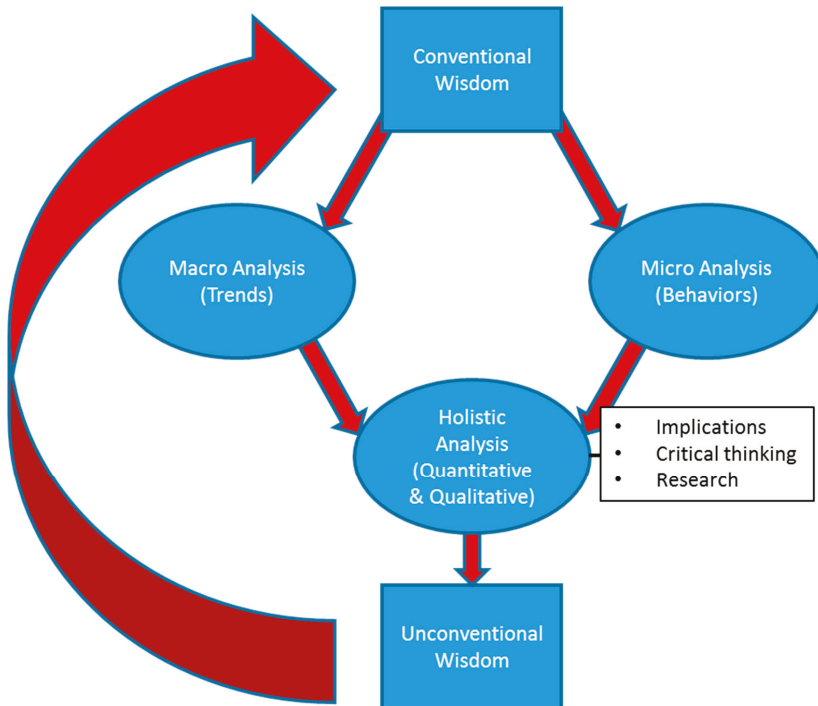 Conventional
Wisdom
Macro Analysis
(Trends)
Micro Analysis
(Behaviors)
Holistic
Analysis
(Quantitative
& Qualitative)
• Implications
• Critical thinking
• Research
Unconventional
Wisdom